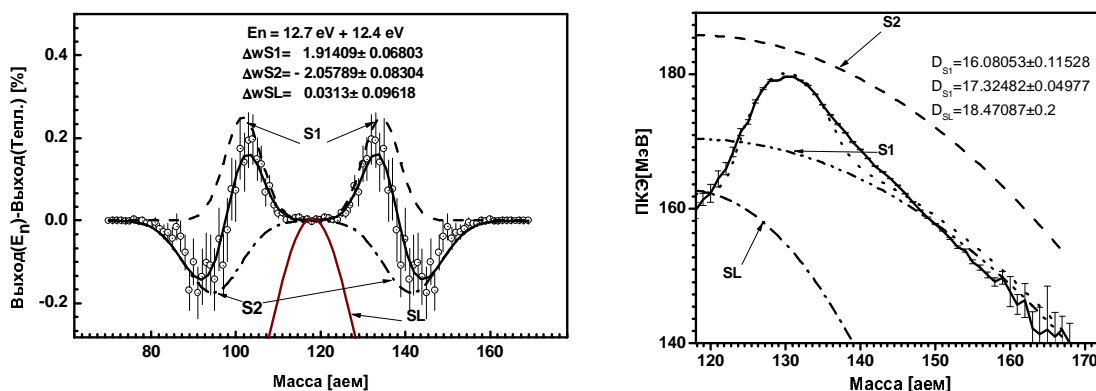 En = 12.7 eV + 12.4 eV
ΔwS1= 1.91409± 0.06803
ΔwS2= - 2.05789± 0.08304
ΔwSL= 0.0313± 0.09618
S1
S2
SL
0.4
0.2
0.0
-0.2
80 100 120 140 160
Масса [аем]
Выход(En)-Выход(Тепл.) [%]
S2
DS1=16.08053±0.11528
DS1=17.32482±0.04977
DSL=18.47087±0.2
S1
SL
180
160
140
120 130 140 150 160 170
Масса [аем]
ПКЭ[МэВ]